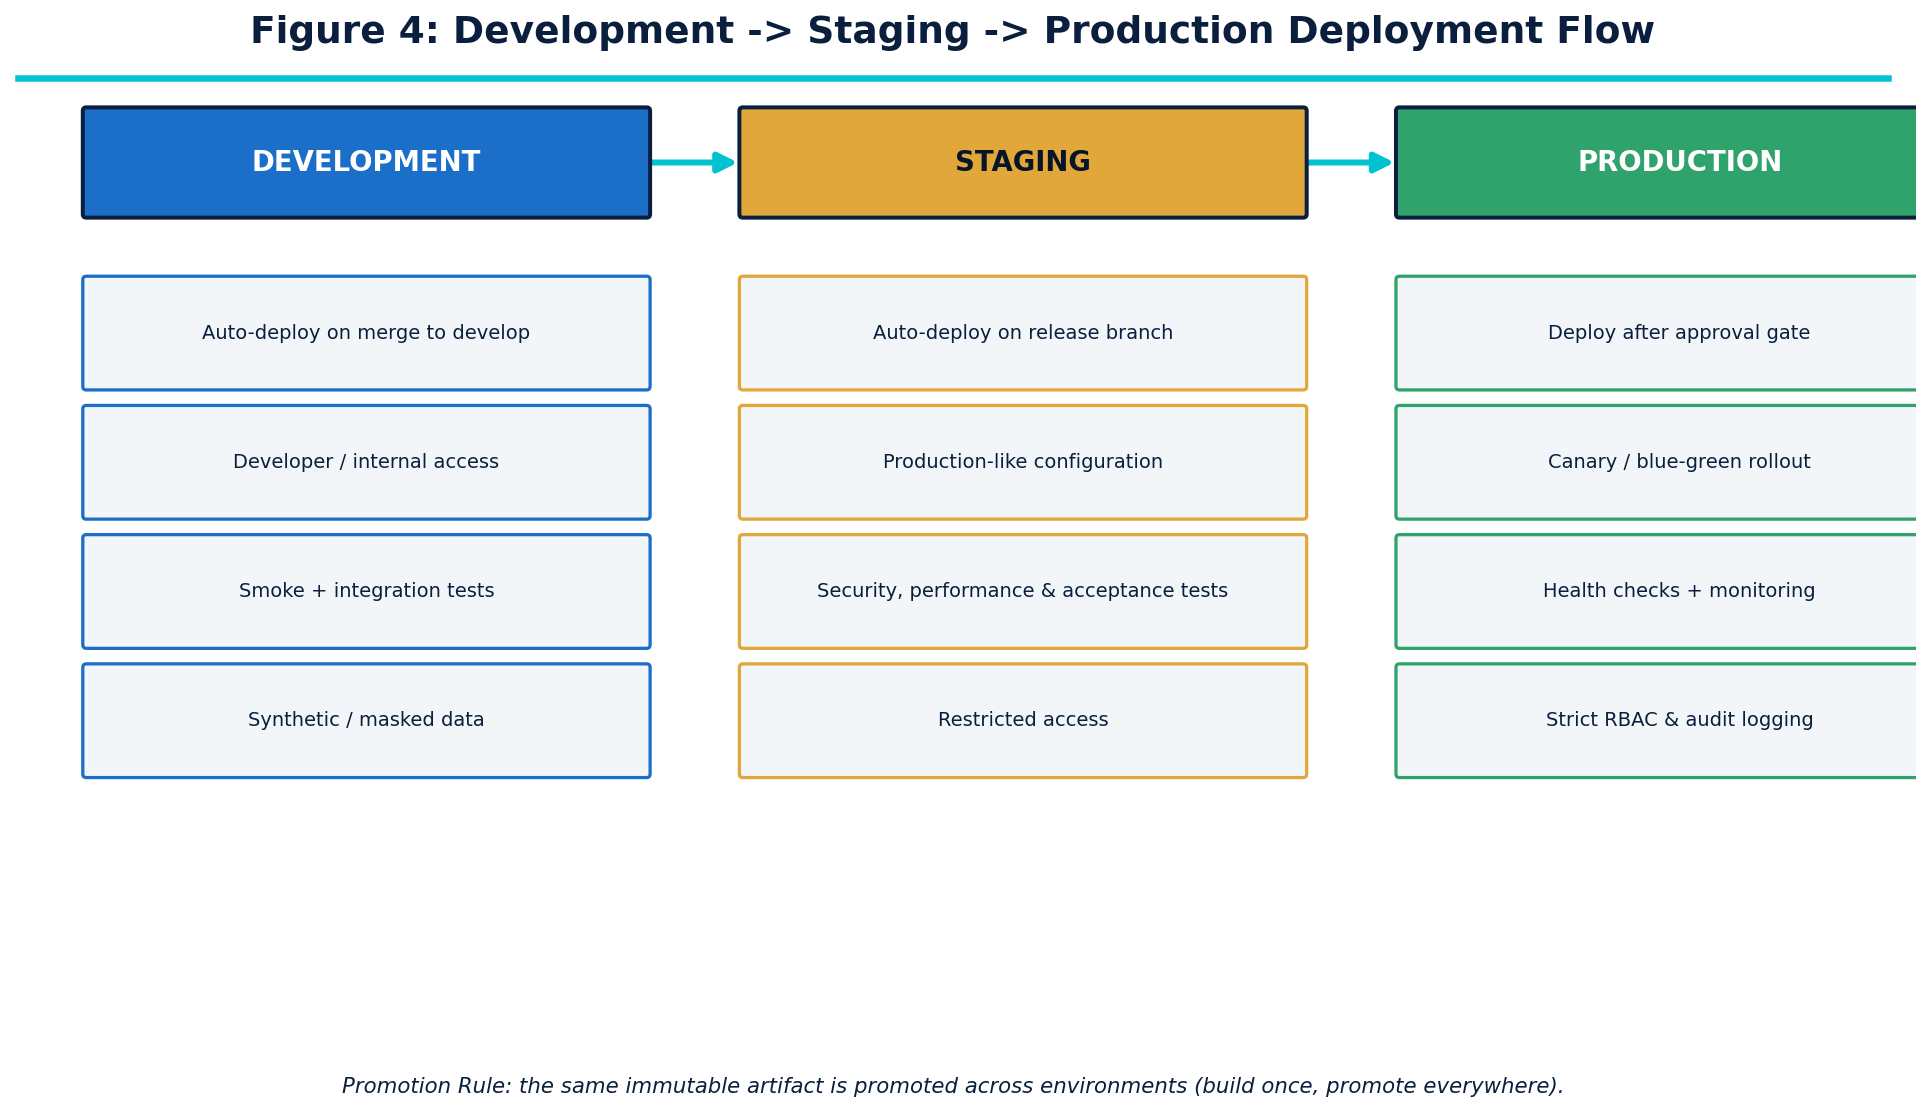 Figure 4: Development -> Staging -> Production Deployment Flow
DEVELOPMENT
STAGING
PRODUCTION
Auto-deploy on merge to develop
Auto-deploy on release branch
Deploy after approval gate
Developer / internal access
Production-like configuration
Canary / blue-green rollout
Smoke + integration tests
Security, performance & acceptance tests
Health checks + monitoring
Synthetic / masked data
Restricted access
Strict RBAC & audit logging
Promotion Rule: the same immutable artifact is promoted across environments (build once, promote everywhere).